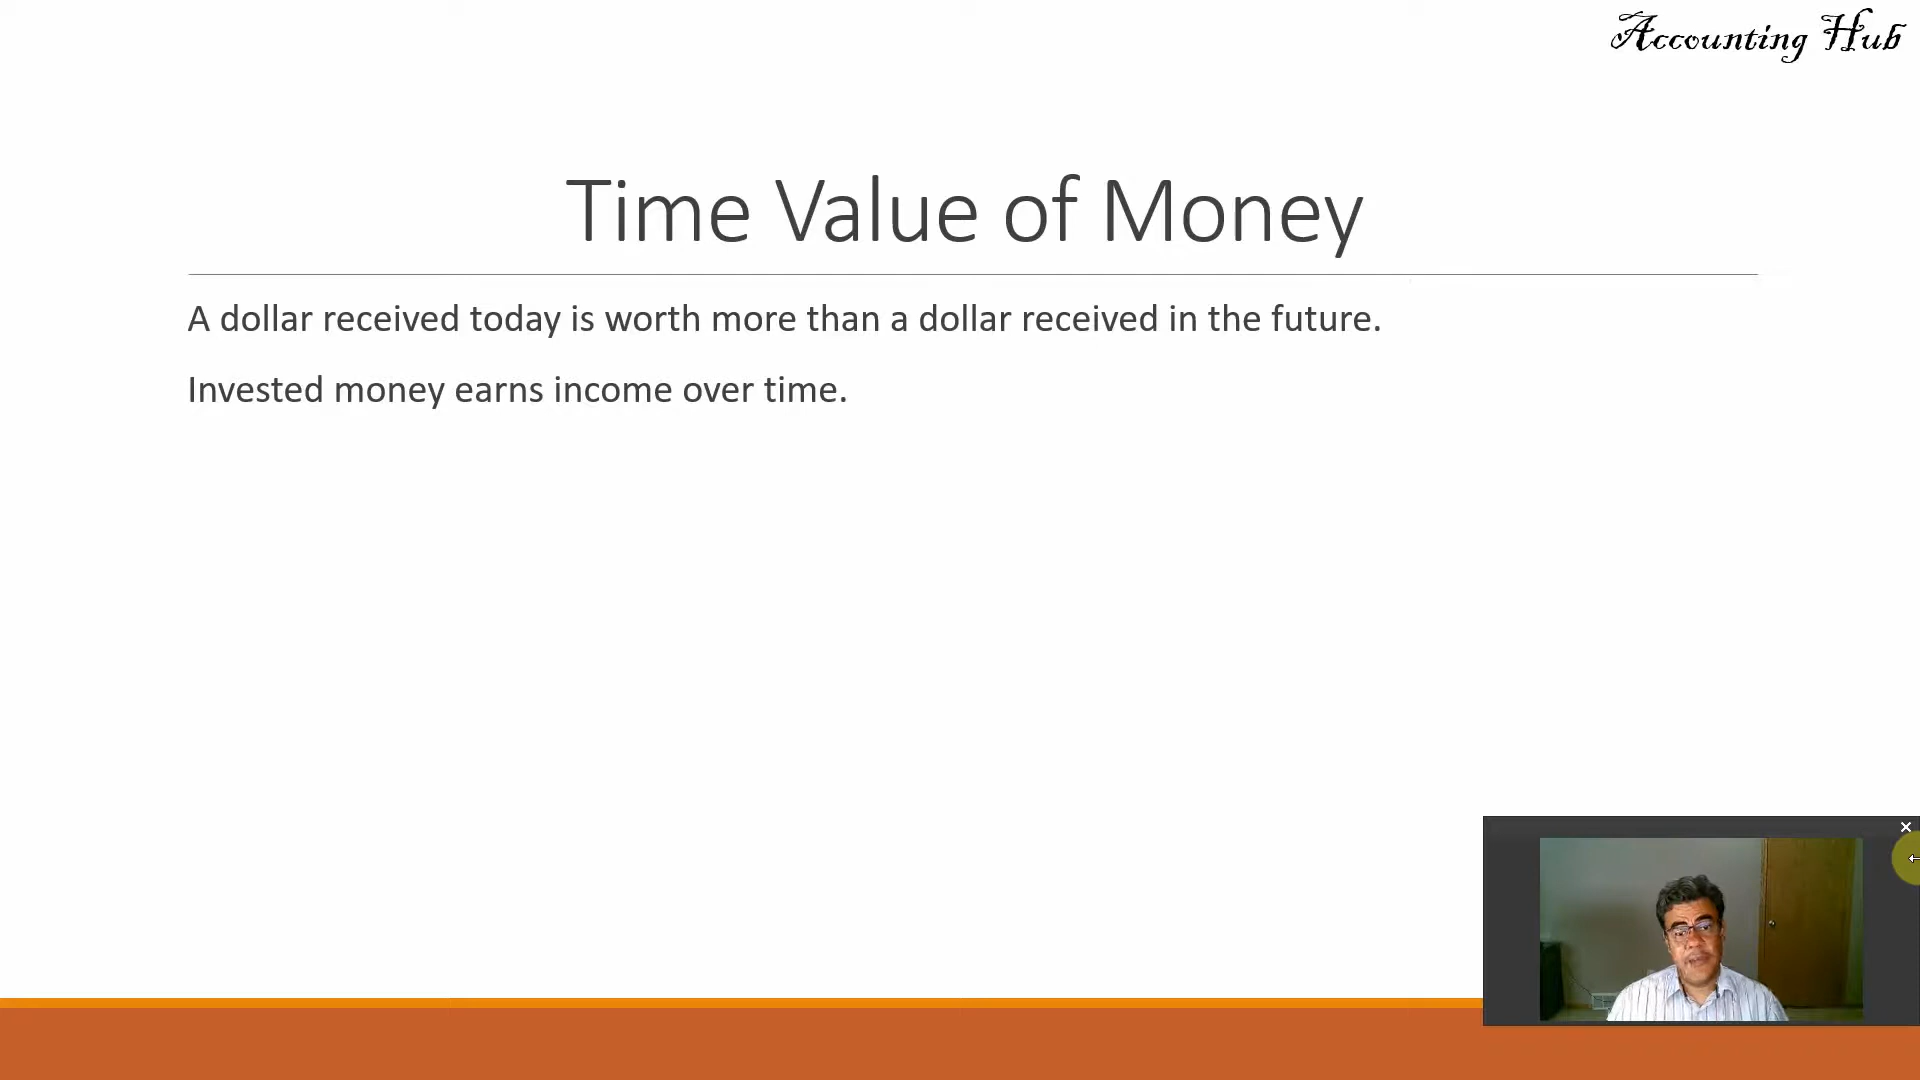 Accounting Hub
Time Value of Money
A dollar received today is worth more than a dollar received in the future.
Invested money earns income over time.